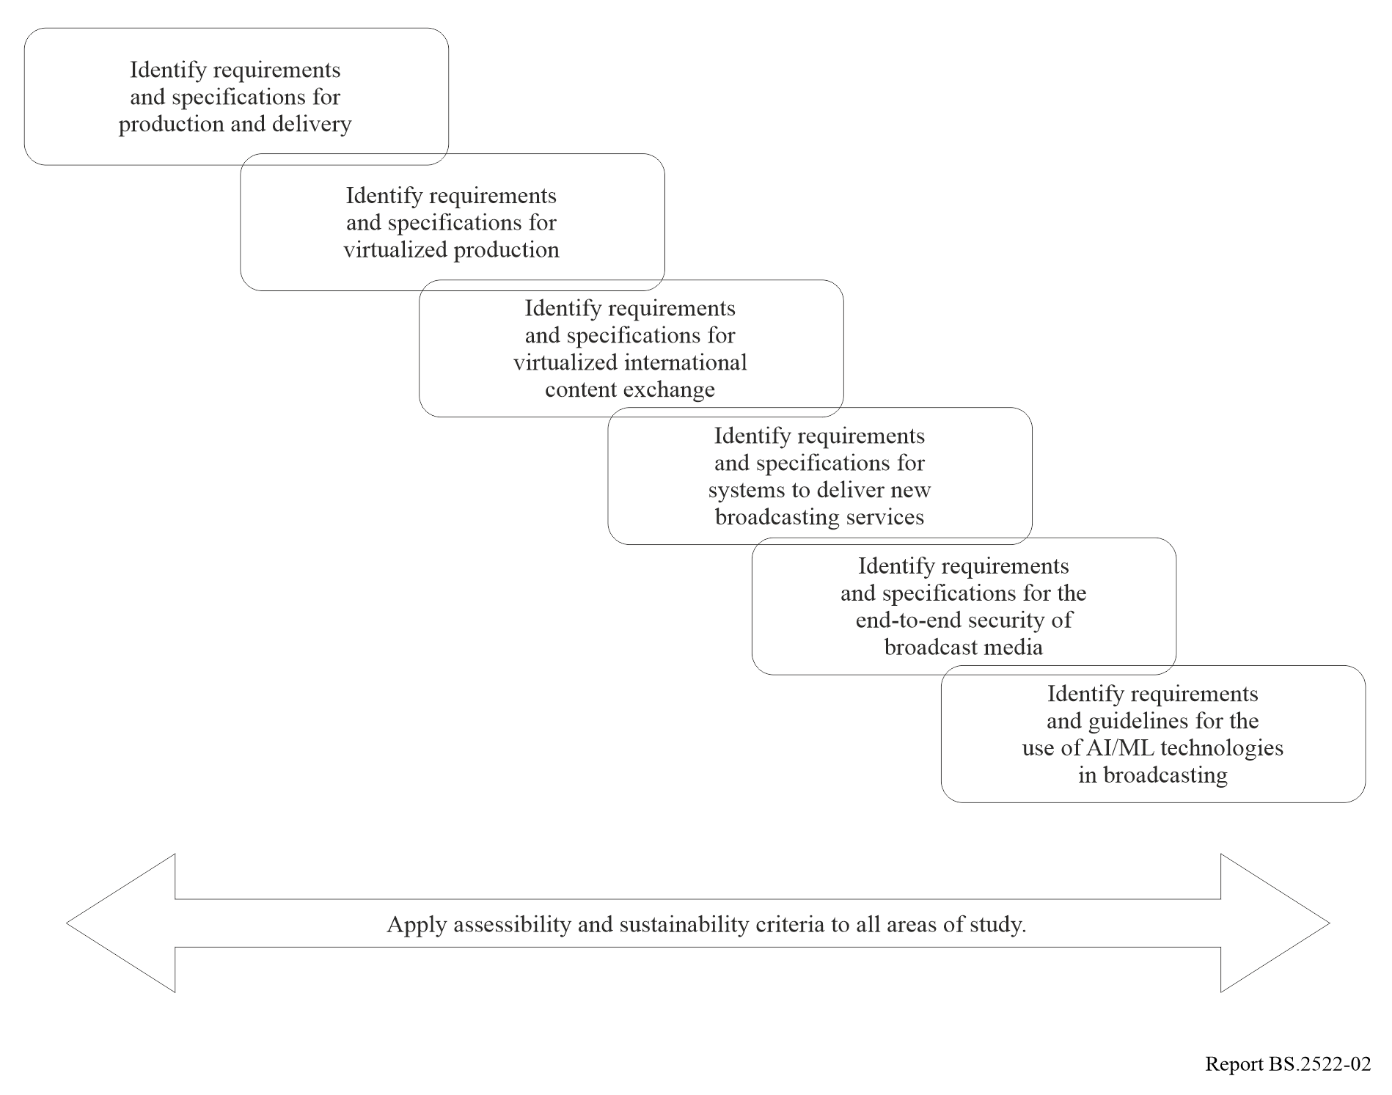 Identify requirements
and specifications for
production and delivery
Identify requirements
and specifications for
virtualized production
Identify requirements
and specifications for
virtualized international
content exchange
Identify requirements
and specifications for
systems to deliver new
broadcasting services
Identify requirements
and specifications for the
end-to-end security of
broadcast media
Identify requirements
and guidelines for the
use of AI/ML technologies
in broadcasting
Apply assessibility and sustainability criteria to all areas of study.
Report BS.2522-02